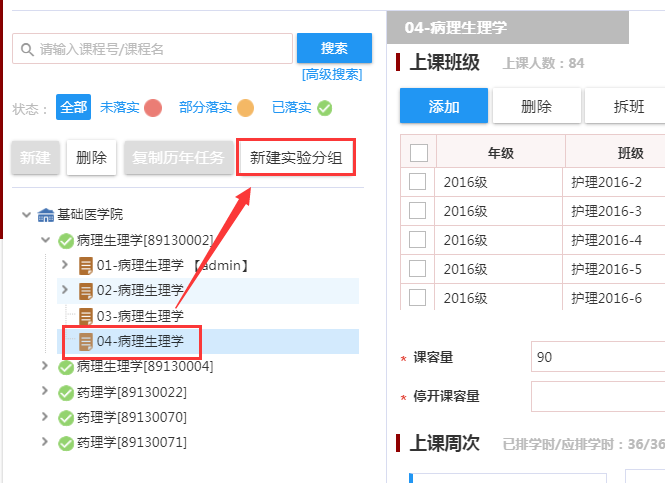 请输入课程号/课程名
搜索
[高级搜索]
状态：
全部
未落实
部分落实
已落实
新建
删除
复制历年任务
新建实验分组
基础医学院
病理生理学[89130002]
01-病理生理学 【admin】
02-病理生理学
03-病理生理学
04-病理生理学
病理生理学[89130004]
药理学[89130022]
药理学[89130070]
药理学[89130071]
04-病理生理学
上课班级
上课人数：84
添加
删除
拆班
年级
班级
2016级
护理2016-2
2016级
护理2016-3
2016级
护理2016-4
2016级
护理2016-5
2016级
护理2016-6
* 课容量
90
* 停开课容量
上课周次
已排学时/应排学时：36/36